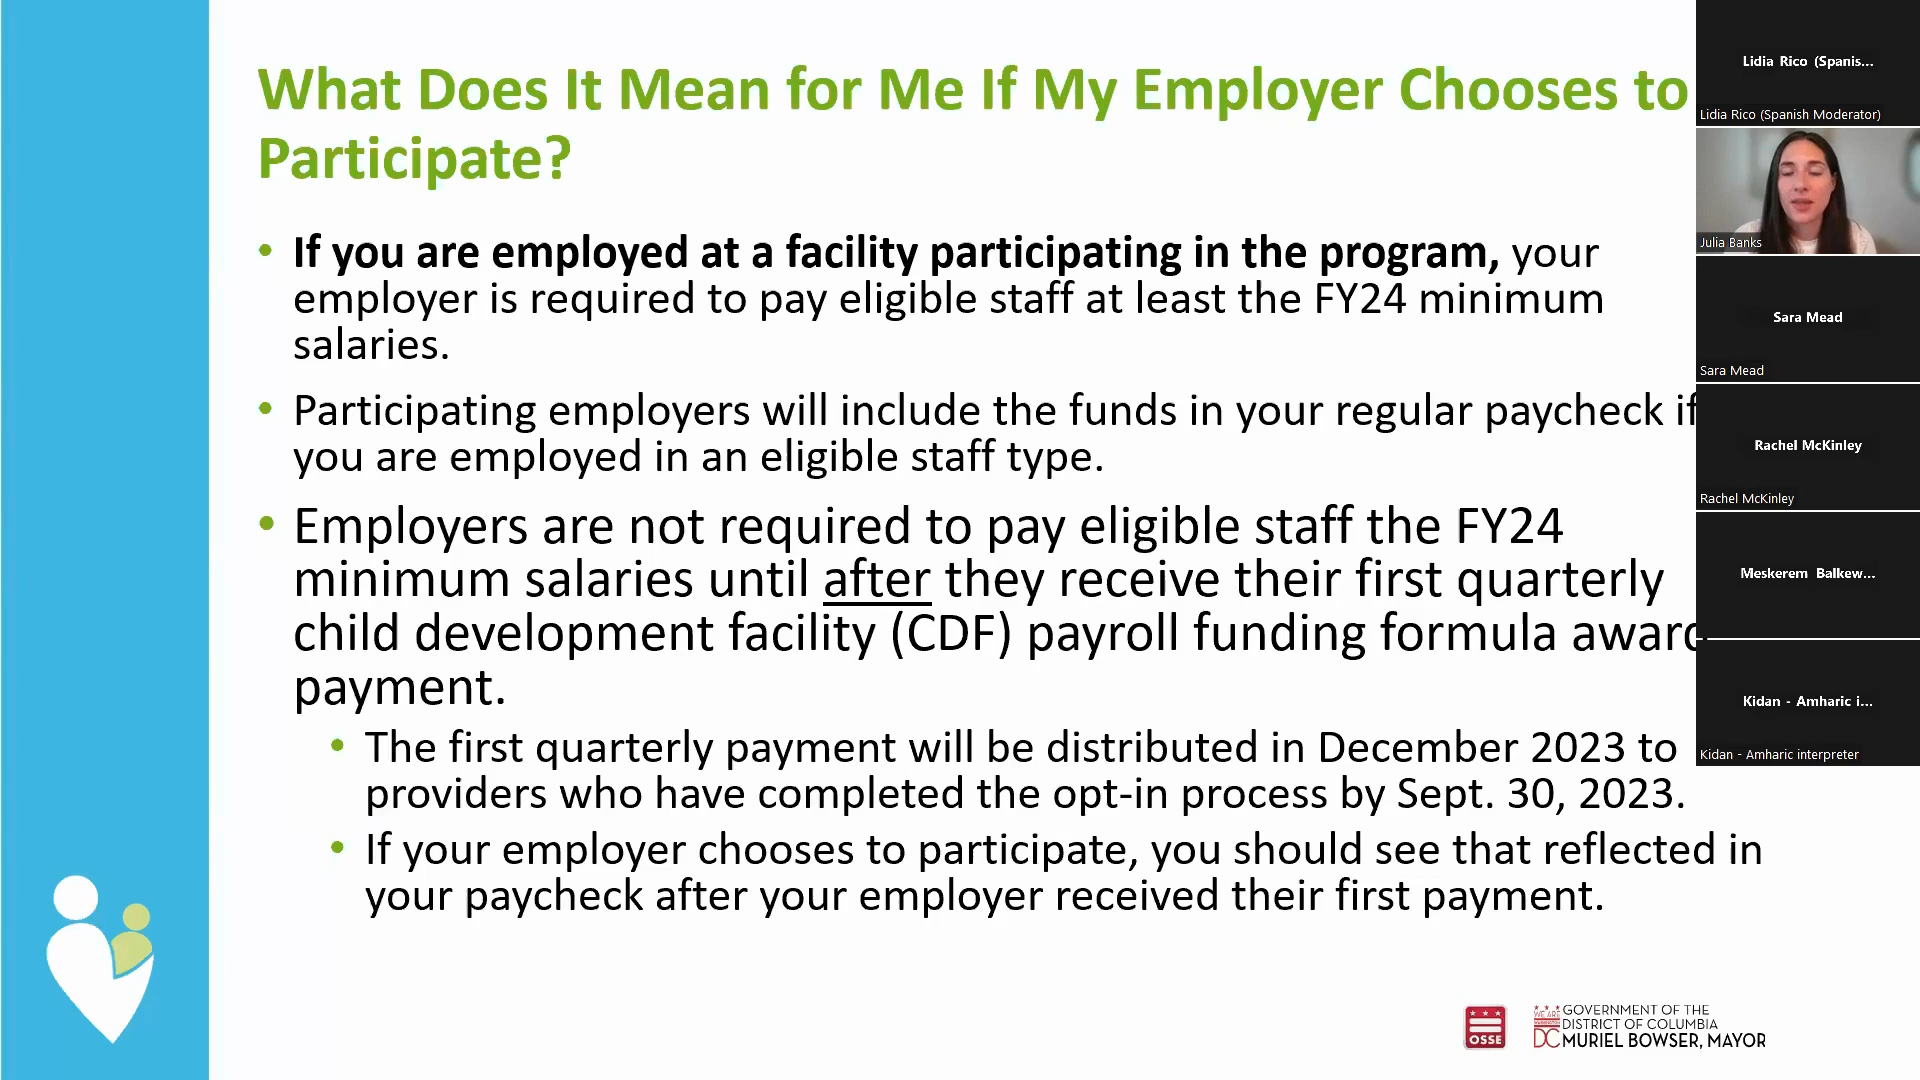 What Does It Mean for Me If My Employer Chooses to
Participate?
• If you are employed at a facility participating in the program, your
employer is required to pay eligible staff at least the FY24 minimum
salaries.
• Participating employers will include the funds in your regular paycheck if
you are employed in an eligible staff type.
• Employers are not required to pay eligible staff the FY24
minimum salaries until after they receive their first quarterly
child development facility (CDF) payroll funding formula award
payment.
• The first quarterly payment will be distributed in December 2023 to
providers who have completed the opt-in process by Sept. 30, 2023.
• If your employer chooses to participate, you should see that reflected in
your paycheck after your employer received their first payment.
Lidia Rico (Spanis...
Lidia Rico (Spanish Moderator)
Julia Banks
Sara Mead
Sara Mead
Rachel McKinley
Rachel McKinley
Meskerem Balkew...
Kidan - Amharic i...
Kidan - Amharic interpreter
OSSE
WE ARE
WASHINGTON
DC
GOVERNMENT OF THE
DISTRICT OF COLUMBIA
MURIEL BOWSER, MAYOR